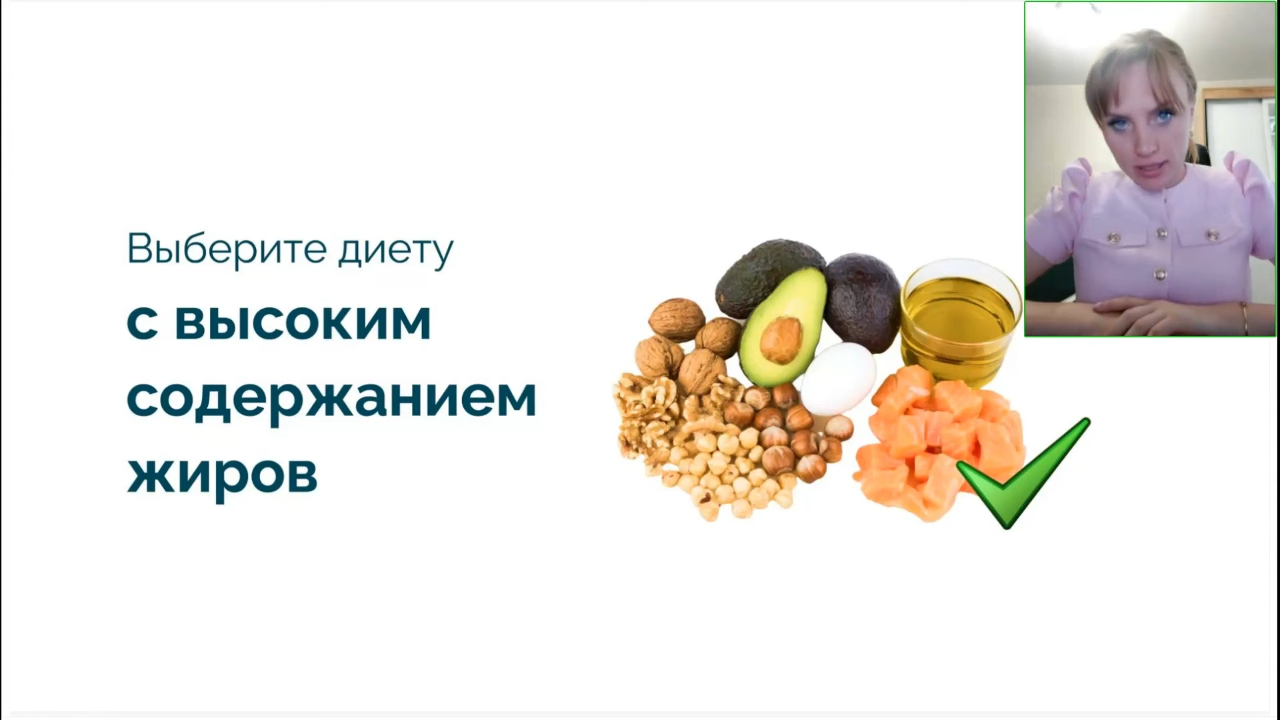 Выберите диету
с высоким
содержанием
жиров